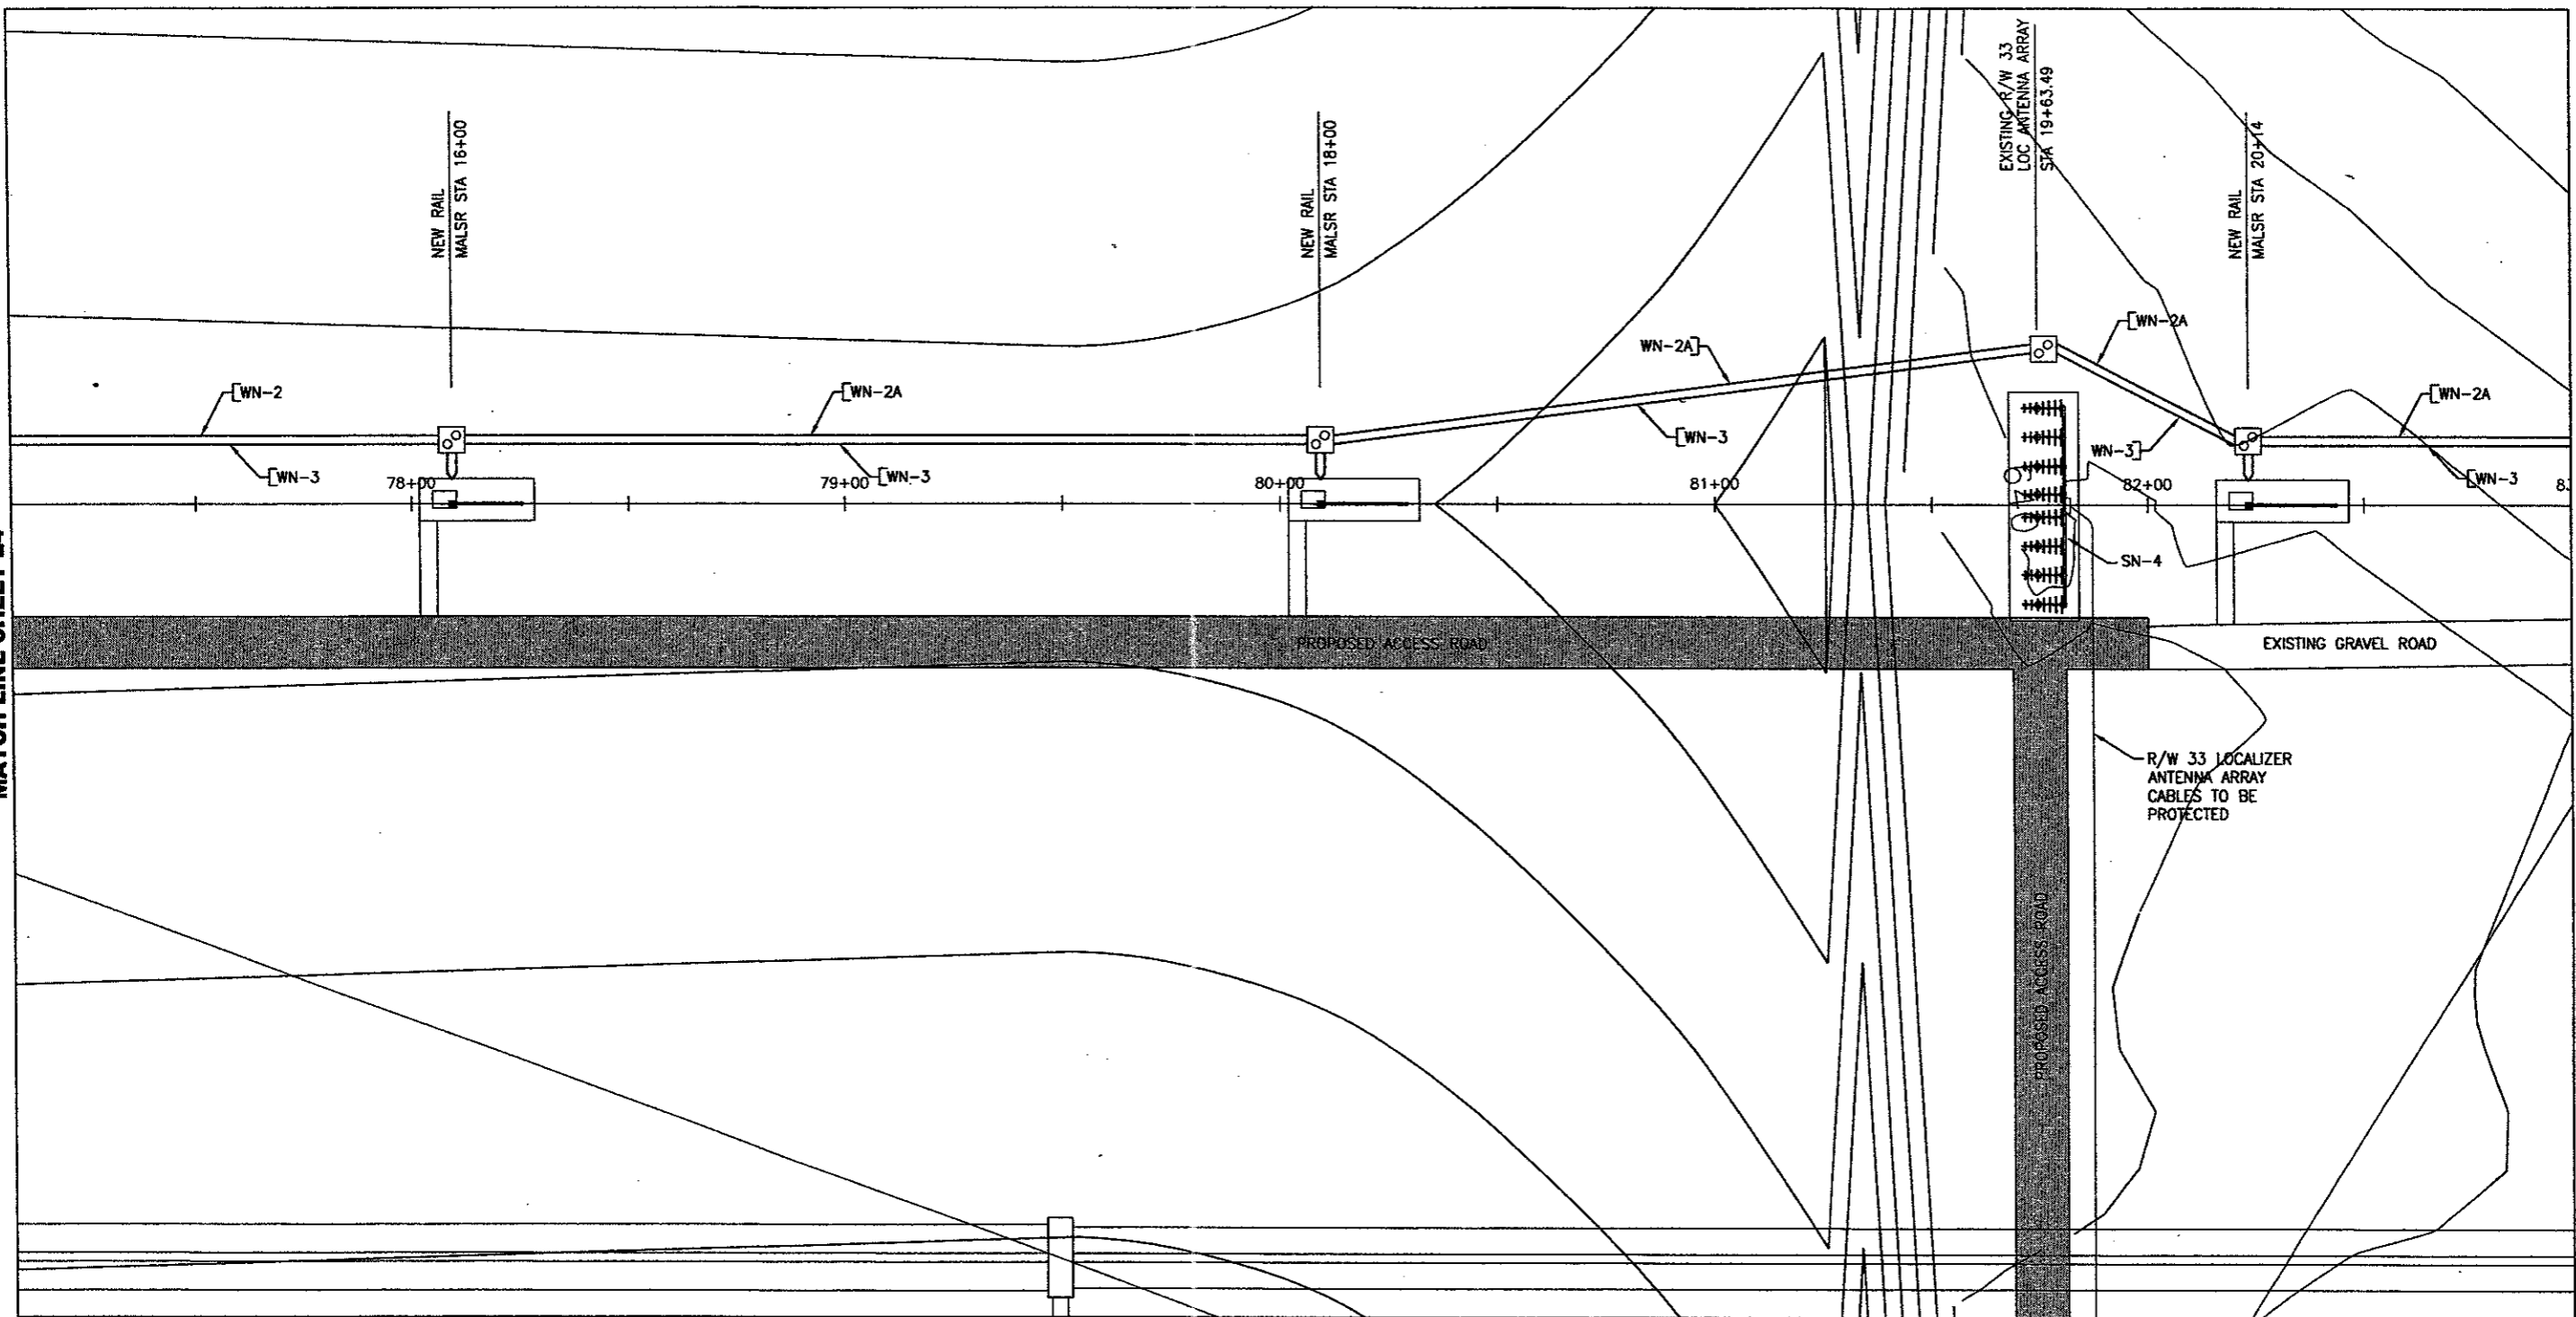 NEW RAIL
MALSR STA 16+00
NEW RAIL
MALSR STA 18+00
EXISTING R/W 33
LOC ANTENNA ARRAY
STA 19+63.49
NEW RAIL
MALSR STA 20+14
WN-2
WN-3
WN-2A
WN-3
WN-2A
WN-3
WN-2A
WN-3
WN-2A
WN-3
78+00
79+00
80+00
81+00
82+00
SN-4
PROPOSED ACCESS ROAD
EXISTING GRAVEL ROAD
R/W 33 LOCALIZER
ANTENNA ARRAY
CABLES TO BE
PROTECTED
PROPOSED ACCESS ROAD